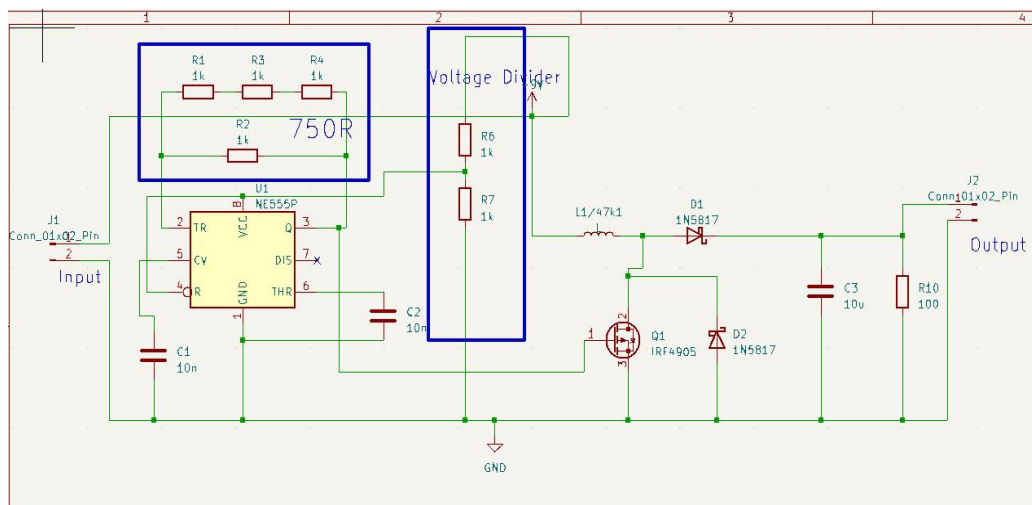 1
2
3
4
R1
1k
R3
1k
R4
1k
R2
1k
750R
Voltage Divider
+9V
R6
1k
R7
1k
U1
NE555P
8
VCC
2
TR
Q
3
5
CV
DIS
7
4
R
THR
6
GND
1
J1
Conn_01x02_Pin
1
2
Input
C1
10n
C2
10n
L1/47k1
D1
1N5817
2
1
3
Q1
IRF4905
D2
1N5817
C3
10u
R10
100
J2
Conn_01x02_Pin
1
2
Output
GND